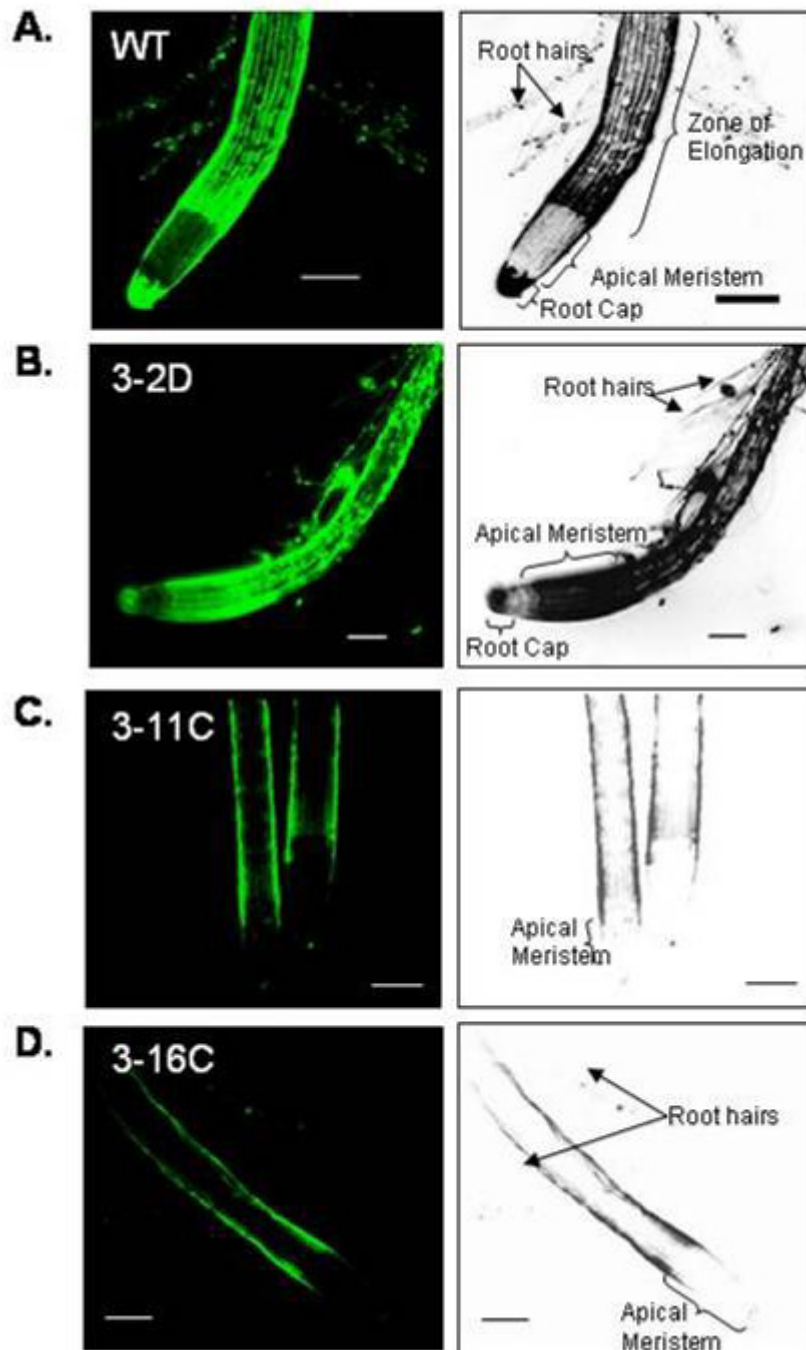 A.
WT
Root hairs
Zone of
Elongation
Apical Meristem
Root Cap
B.
3-2D
Root hairs
Apical Meristem
Root Cap
C.
3-11C
Apical
Meristem
D.
3-16C
Root hairs
Apical
Meristem